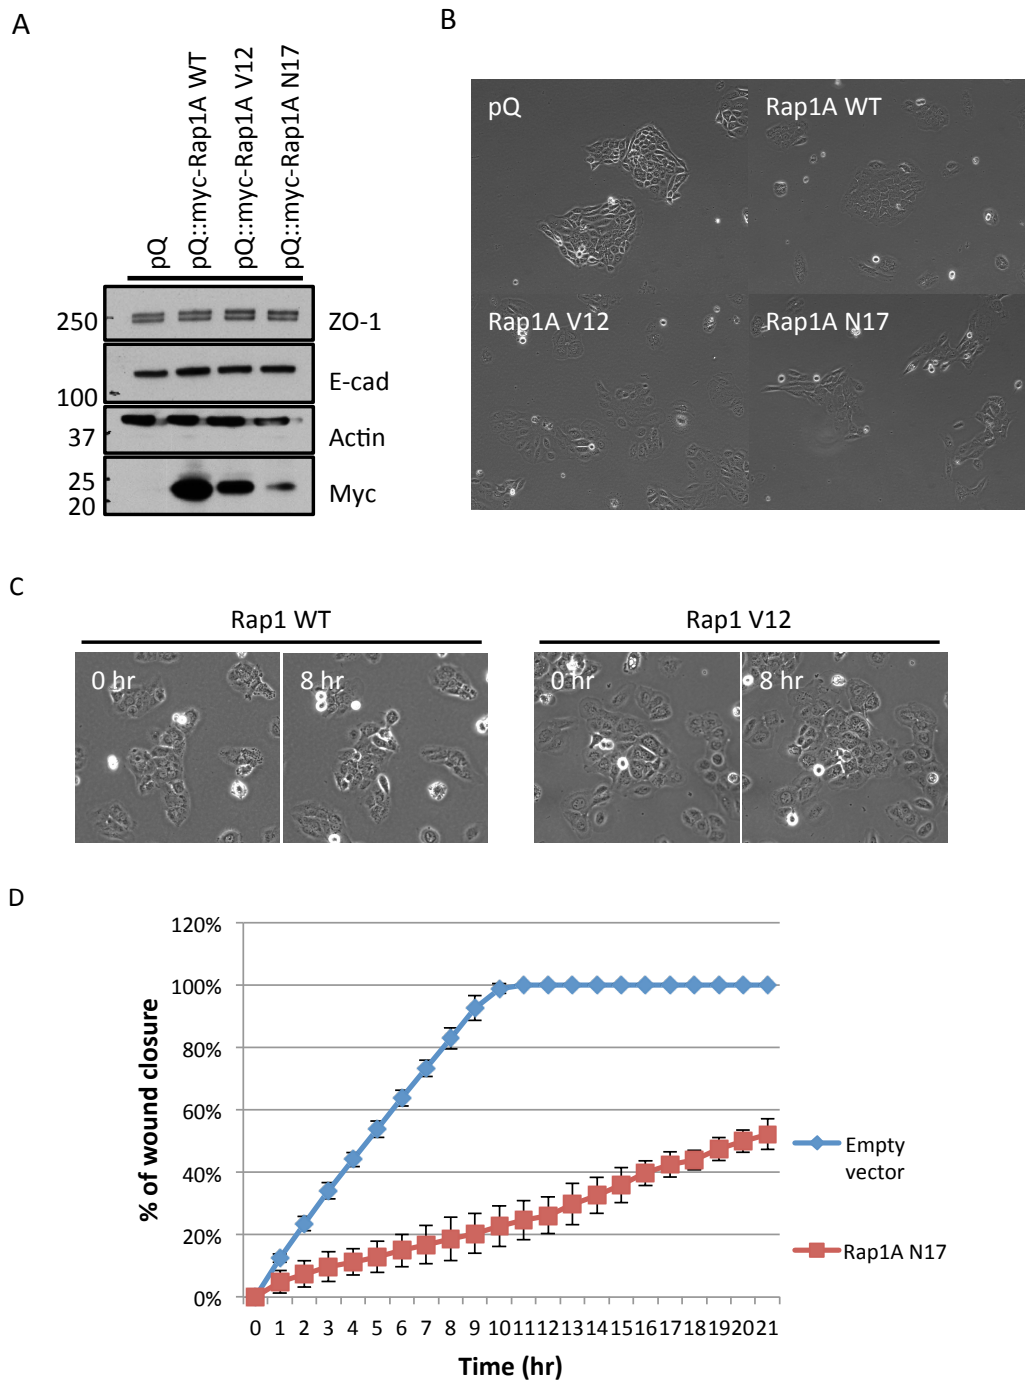 A
pQ
pQ::myc-Rap1A WT
pQ::myc-Rap1A V12
pQ::myc-Rap1A N17
250
ZO-1
E-cad
100
Actin
37
25
20
Myc
B
pQ
Rap1A WT
Rap1A V12
Rap1A N17
C
Rap1 WT
Rap1 V12
0 hr
8 hr
0 hr
8 hr
D
120%
100%
80%
60%
40%
20%
0%
% of wound closure
0 1 2 3 4 5 6 7 8 9 10 11 12 13 14 15 16 17 18 19 20 21
Time (hr)
Empty
vector
Rap1A N17